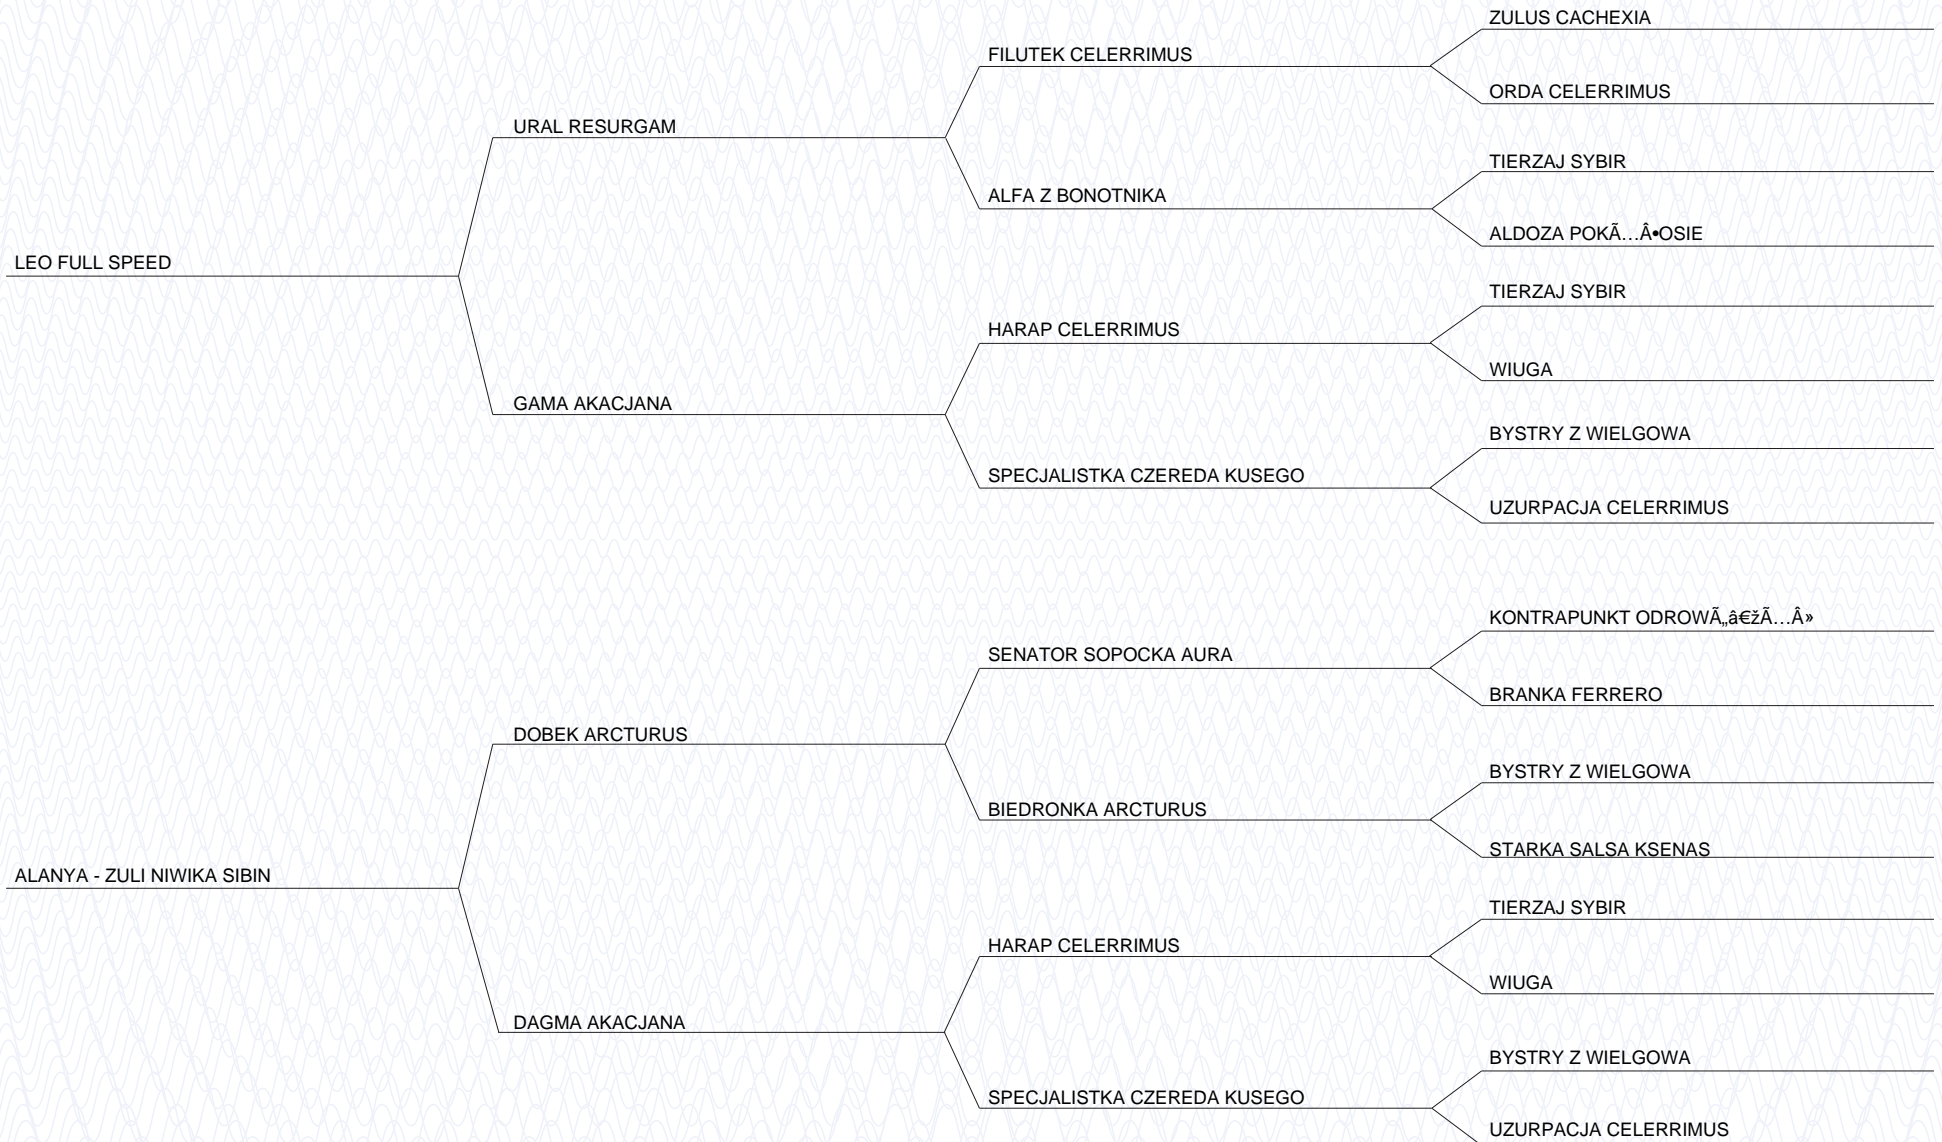 ZULUS CACHEXIA
FILUTEK CELERRIMUS
ORDA CELERRIMUS
URAL RESURGAM
TIERZAJ SYBIR
ALFA Z BONOTNIKA
ALDOZA POKÃ…Â•OSIE
LEO FULL SPEED
TIERZAJ SYBIR
HARAP CELERRIMUS
WIUGA
GAMA AKACJANA
BYSTRY Z WIELGOWA
SPECJALISTKA CZEREDA KUSEGO
UZURPACJA CELERRIMUS
KONTRAPUNKT ODROWÃ„â€žÃ…Â»
SENATOR SOPOCKA AURA
BRANKA FERRERO
DOBEK ARCTURUS
BYSTRY Z WIELGOWA
BIEDRONKA ARCTURUS
STARKA SALSA KSENAS
ALANYA - ZULI NIWIKA SIBIN
TIERZAJ SYBIR
HARAP CELERRIMUS
WIUGA
DAGMA AKACJANA
BYSTRY Z WIELGOWA
SPECJALISTKA CZEREDA KUSEGO
UZURPACJA CELERRIMUS